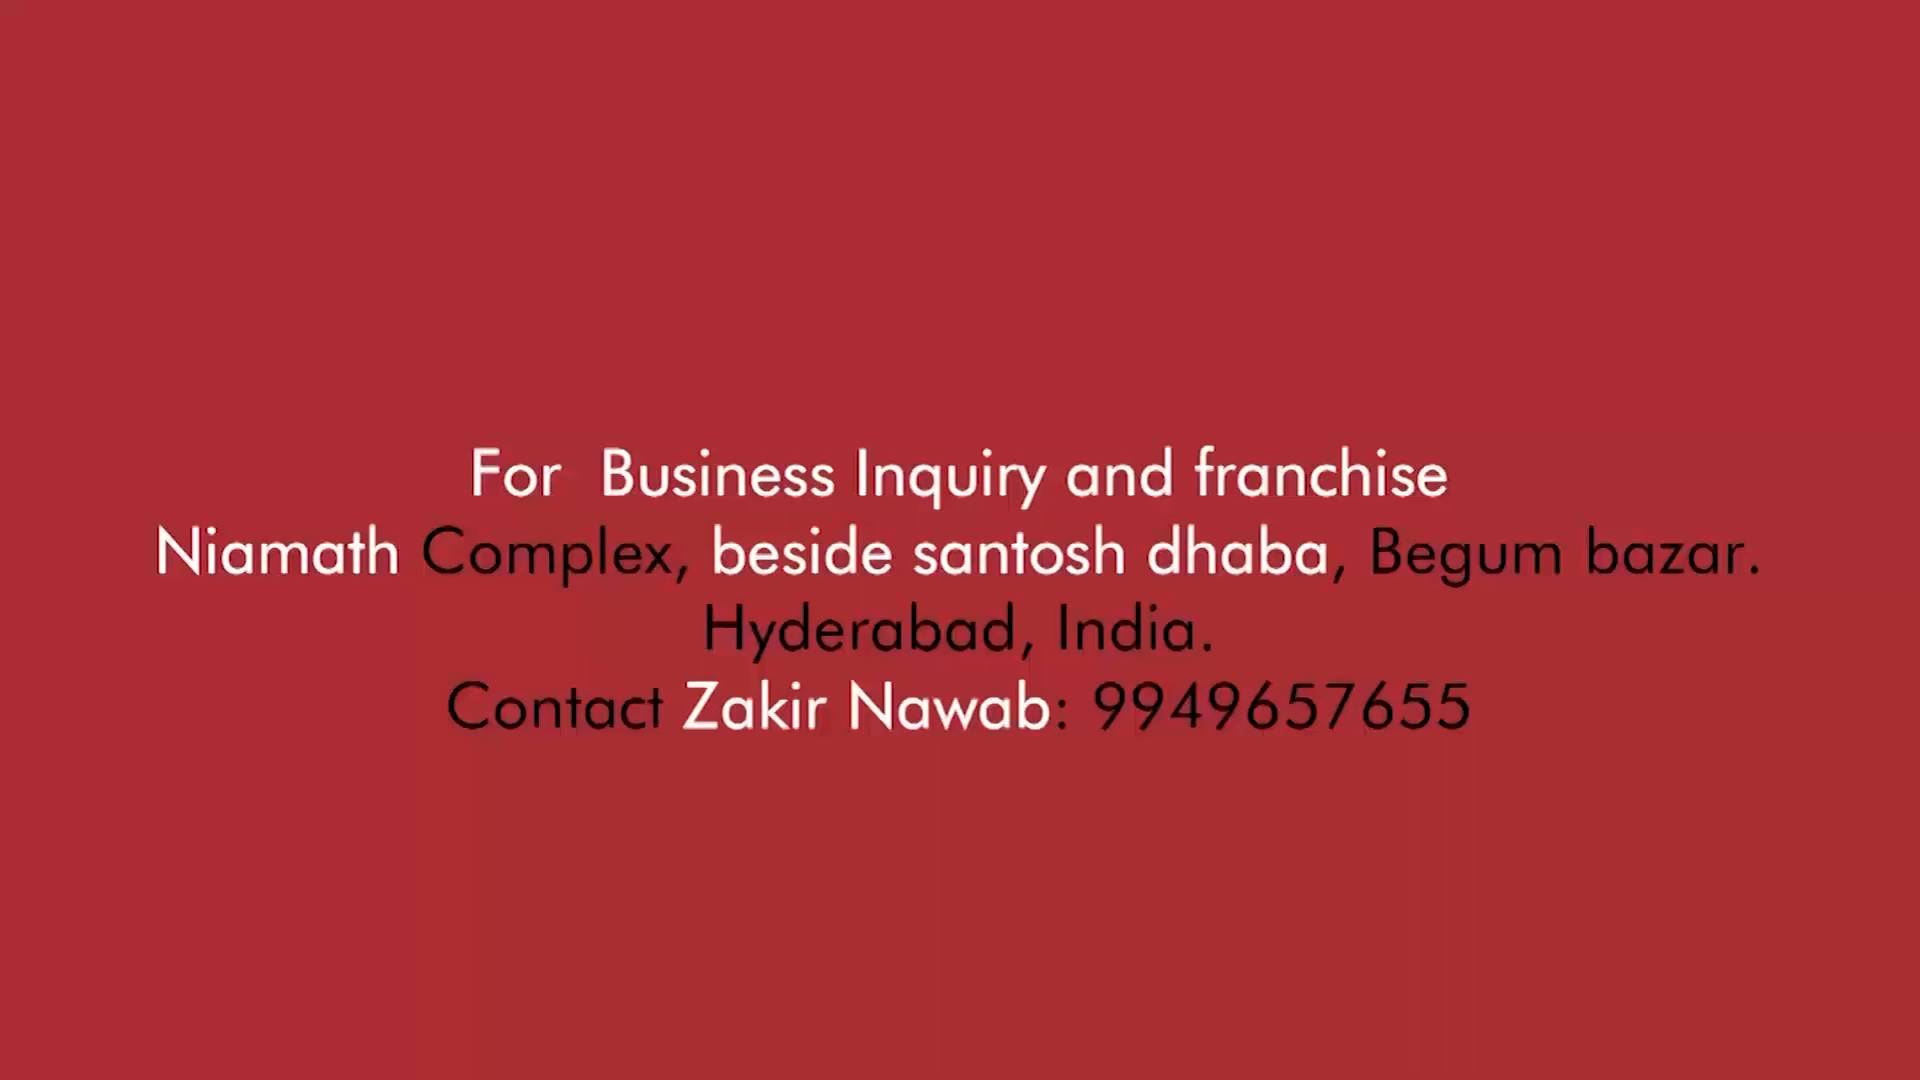 For  Business Inquiry and franchise
Niamath Complex, beside santosh dhaba, Begum bazar.
Hyderabad, India.
Contact Zakir Nawab: 9949657655